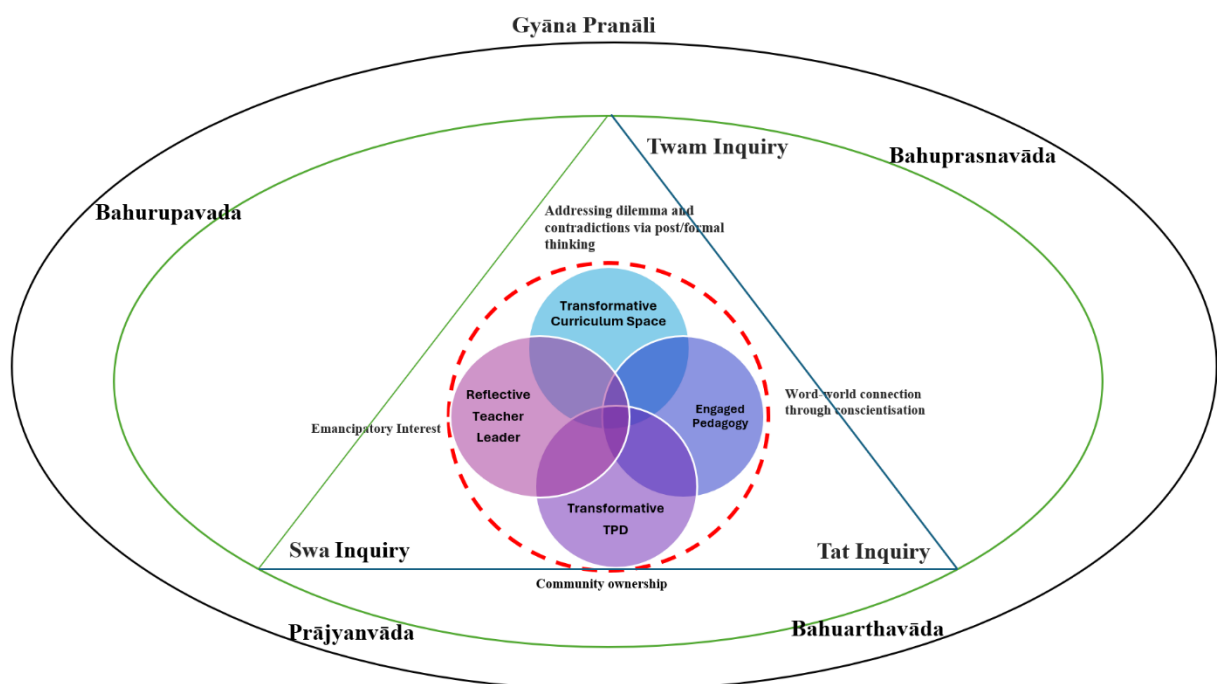 Gyāna Pranāli
Twam Inquiry
Bahuprasnavāda
Bahurupavada
Addressing dilemma and
contradictions via post/formal
thinking
Transformative
Curriculum Space
Reflective
Teacher
Leader
Engaged
Pedagogy
Word-world connection
through conscientisation
Emancipatory Interest
Transformative
TPD
Swa Inquiry
Tat Inquiry
Community ownership
Prājyanvāda
Bahuarthavāda